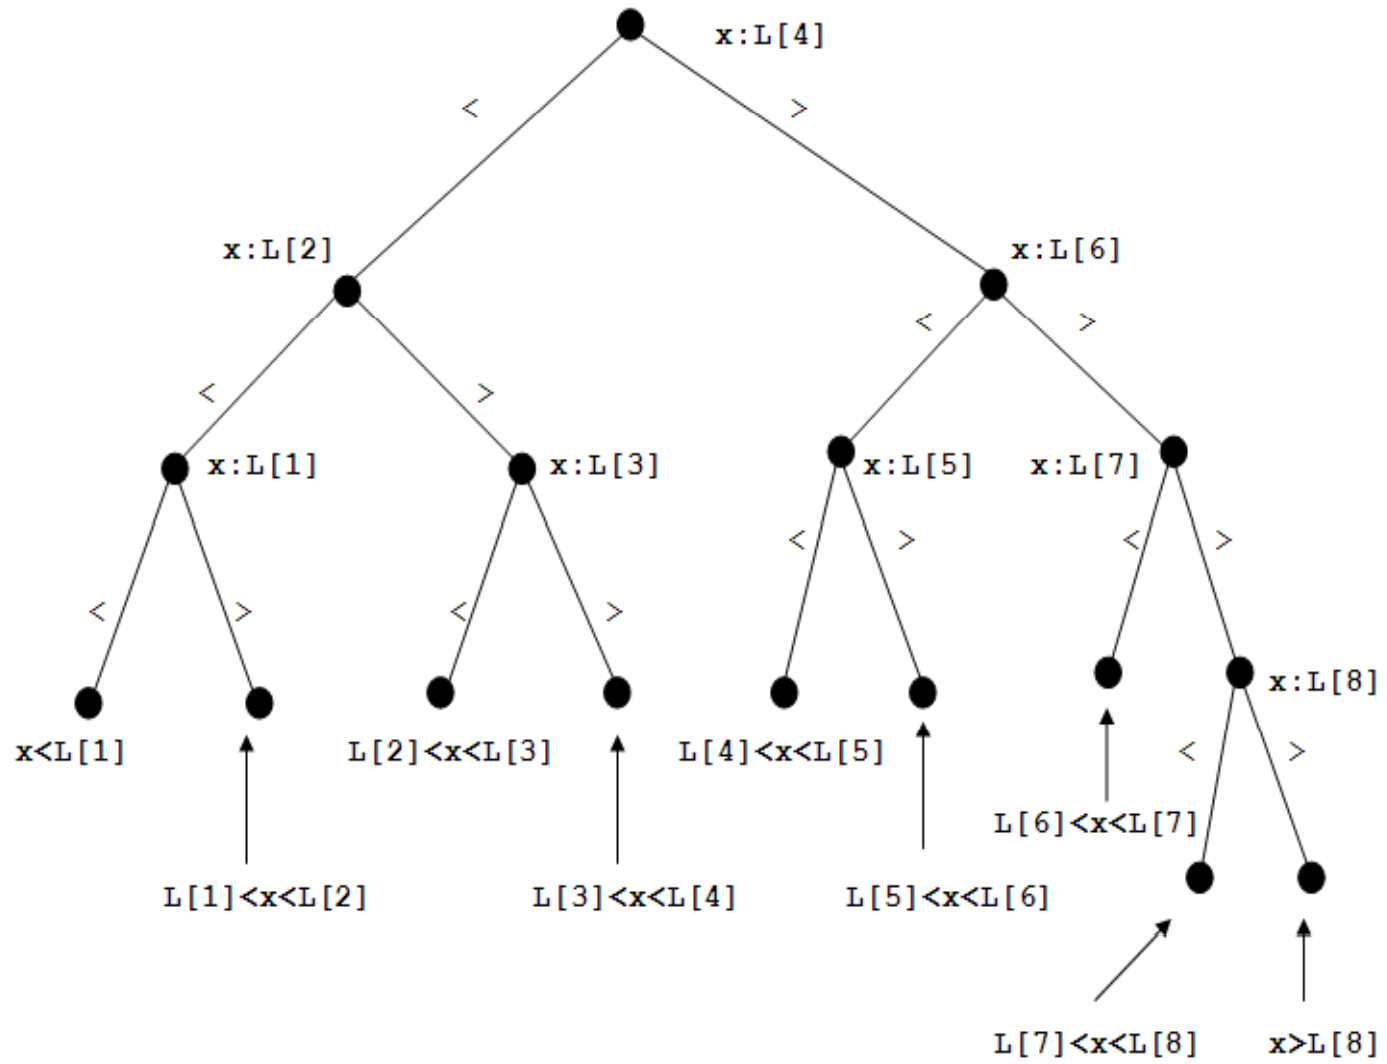 x:L[4]
< >
x:L[2] x:L[6]
< >
< >
x:L[1] x:L[3] x:L[5] x:L[7]
< > < >
< > < >
x:L[8]
x<L[1] L[2]<x<L[3] L[4]<x<L[5] < >
L[6]<x<L[7]
L[1]<x<L[2] L[3]<x<L[4] L[5]<x<L[6]
L[7]<x<L[8] x>L[8]